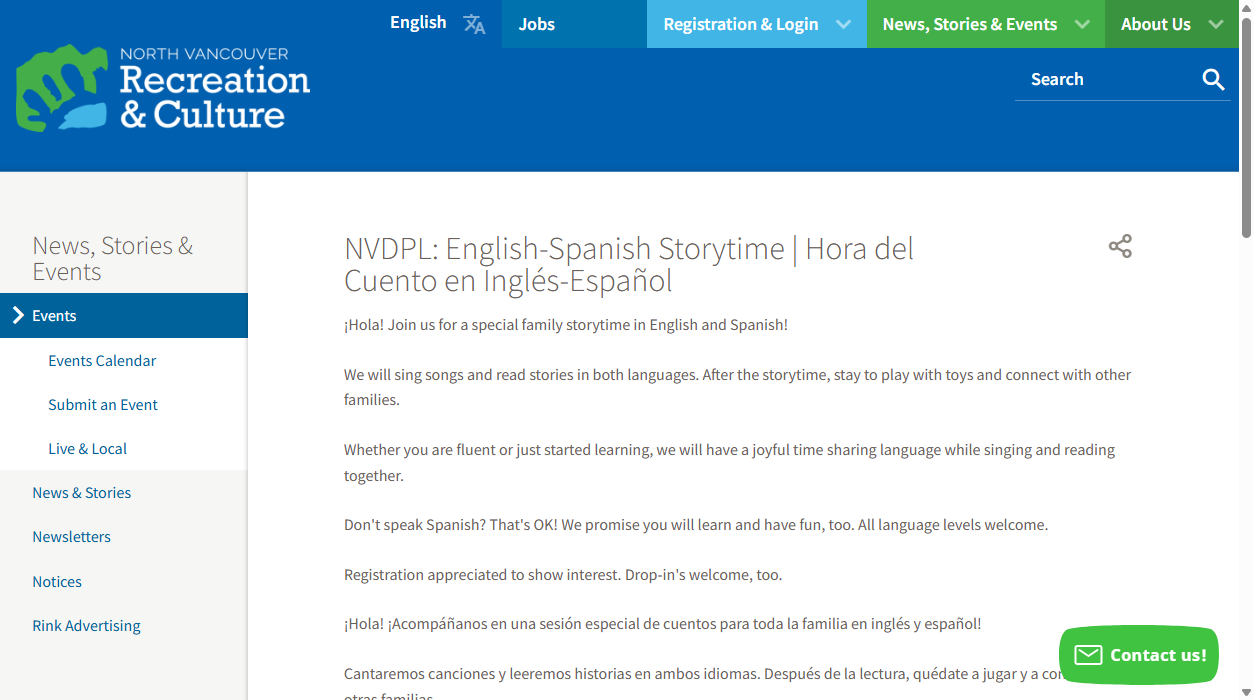 English
Jobs
Registration & Login
News, Stories & Events
About Us
NORTH VANCOUVER
Recreation
& Culture
Search
News, Stories &
Events
Events
Events Calendar
Submit an Event
Live & Local
News & Stories
Newsletters
Notices
Rink Advertising
NVDPL: English-Spanish Storytime | Hora del
Cuento en Inglés-Español
¡Hola! Join us for a special family storytime in English and Spanish!
We will sing songs and read stories in both languages. After the storytime, stay to play with toys and connect with other
families.
Whether you are fluent or just started learning, we will have a joyful time sharing language while singing and reading
together.
Don't speak Spanish? That's OK! We promise you will learn and have fun, too. All language levels welcome.
Registration appreciated to show interest. Drop-in's welcome, too.
¡Hola! ¡Acompáñanos en una sesión especial de cuentos para toda la familia en inglés y español!
Cantaremos canciones y leeremos historias en ambos idiomas. Después de la lectura, quédate a jugar y a
otras familias.
Contact us!